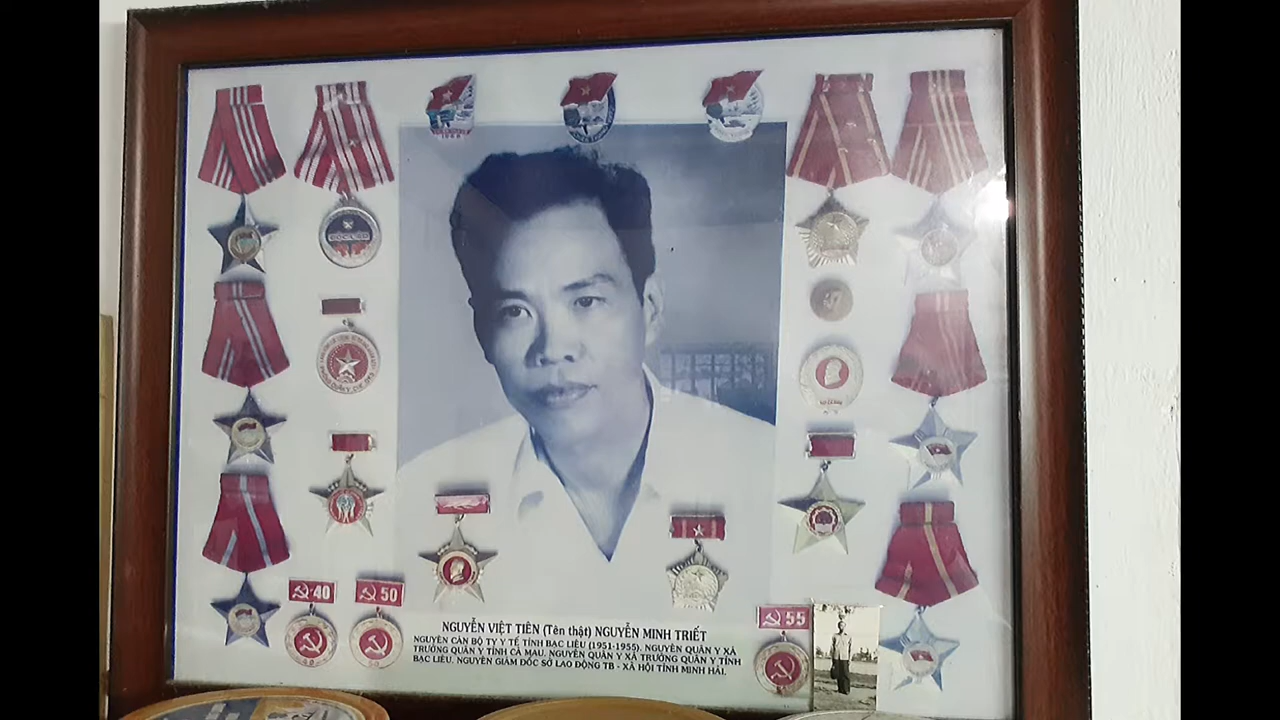 40
50
55
NGUYỄN VIỆT TIÊN (Tên thật) NGUYỄN MINH TRIẾT
NGUYÊN CÁN BỘ TY Y TẾ TỈNH BẠC LIÊU (1951-1955). NGUYÊN QUÂN Y XÃ
TRƯỞNG QUÂN Y TỈNH CÀ MAU. NGUYÊN QUÂN Y XÃ TRƯỞNG QUÂN Y TỈNH
BẠC LIÊU. NGUYÊN GIÁM ĐỐC SỞ LAO ĐỘNG TB - XÃ HỘI TỈNH MINH HẢI.